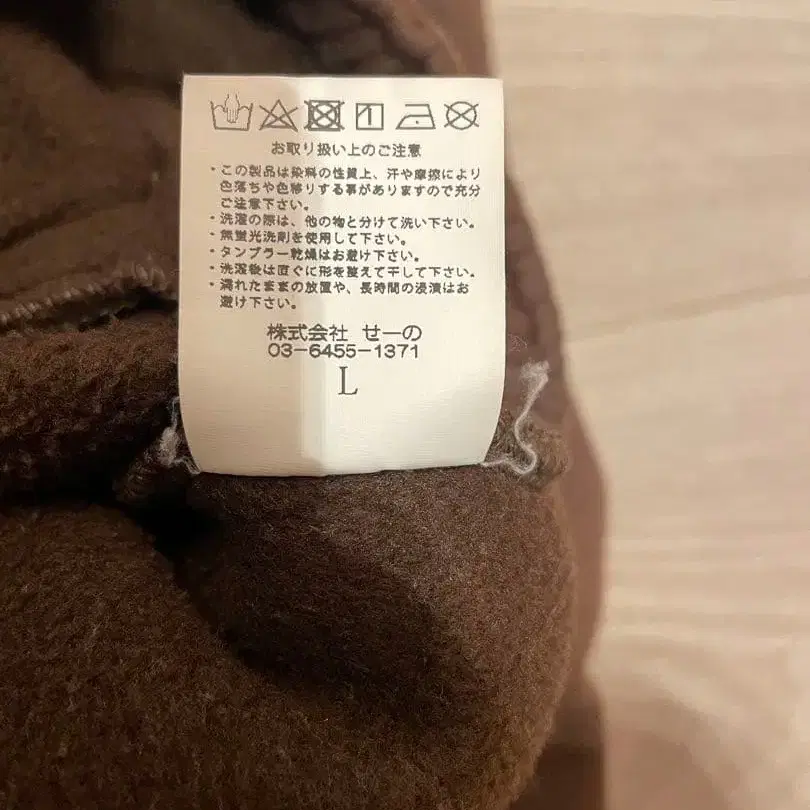 お取り扱い上のご注意
・この製品は染料の性質上、汗や摩擦により
色落ちや色移りする事がありますので充分
ご注意下さい。
・洗濯の際は、他の物と分けて洗い下さい。
・無蛍光洗剤を使用して下さい。
・タンブラー乾燥はお避け下さい。
・洗濯後は直ぐに形を整えて干して下さい。
・濡れたままの放置や、長時間の浸漬はお
避け下さい。
株式会社 せーの
03-6455-1371
L